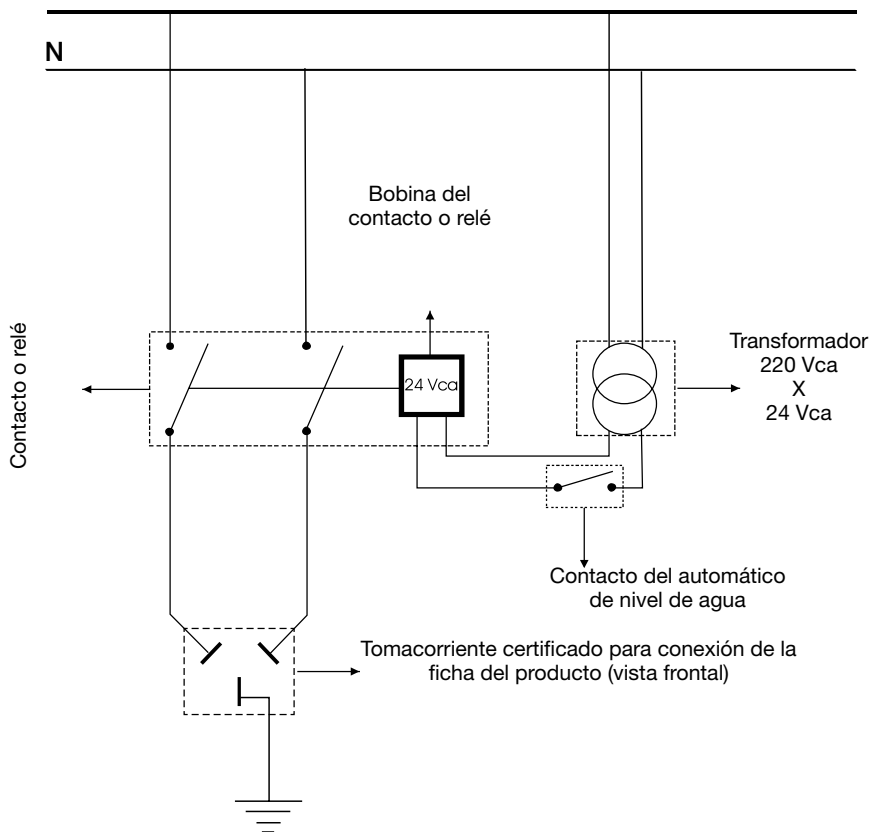 N
Bobina del
contacto o relé
Contacto o relé
24 Vca
Transformador
220 Vca
X
24 Vca
Contacto del automático
de nivel de agua
Tomacorriente certificado para conexión de la
ficha del producto (vista frontal)